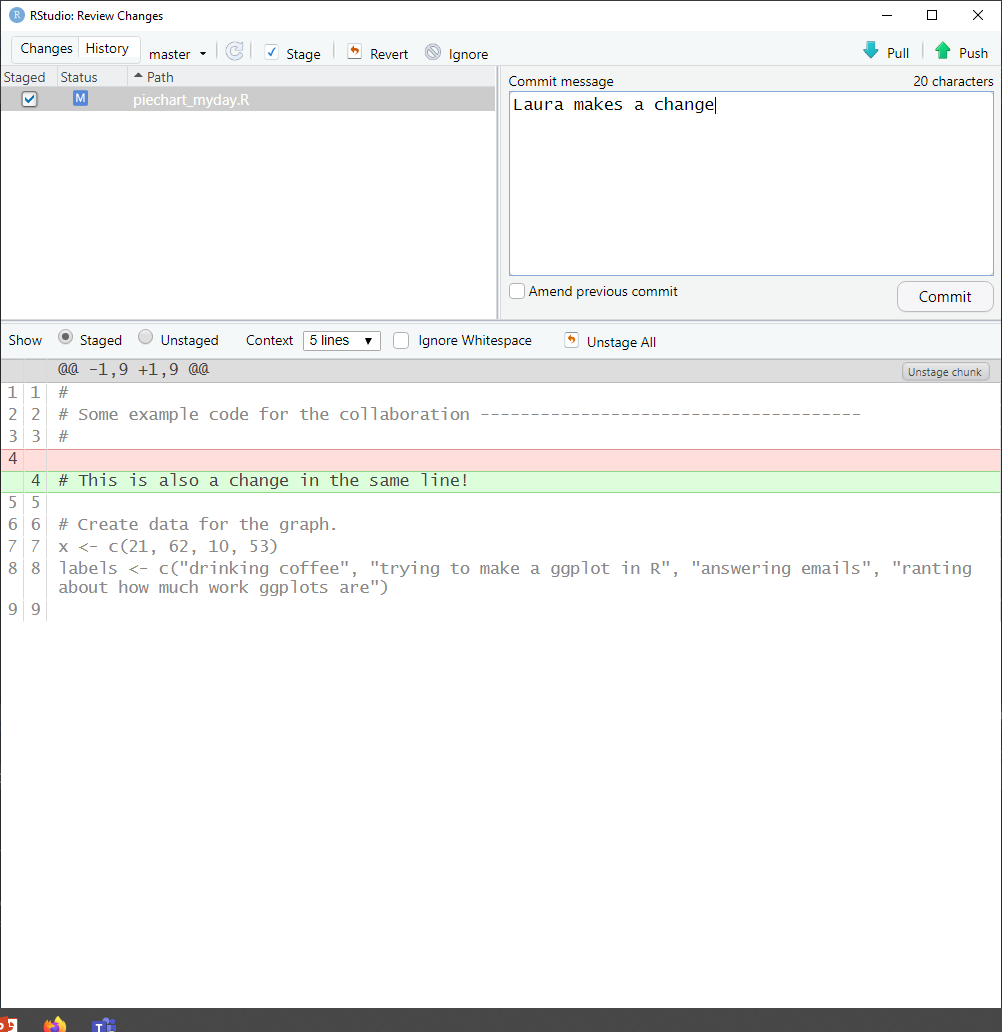 R RStudio: Review Changes
Changes History master Stage Revert Ignore Pull Push
Staged Status Path
M piechart_myday.R
Commit message 20 characters
Laura makes a change
Amend previous commit Commit
Show Staged Unstaged Context 5 lines Ignore Whitespace Unstage All
@@ -1,9 +1,9 @@ Unstage chunk
1 1 #
2 2 # Some example code for the collaboration --------------------------------------
3 3 #
4
4 # This is also a change in the same line!
5 5
6 6 # Create data for the graph.
7 7 x <- c(21, 62, 10, 53)
8 8 labels <- c("drinking coffee", "trying to make a ggplot in R", "answering emails", "ranting
about how much work ggplots are")
9 9